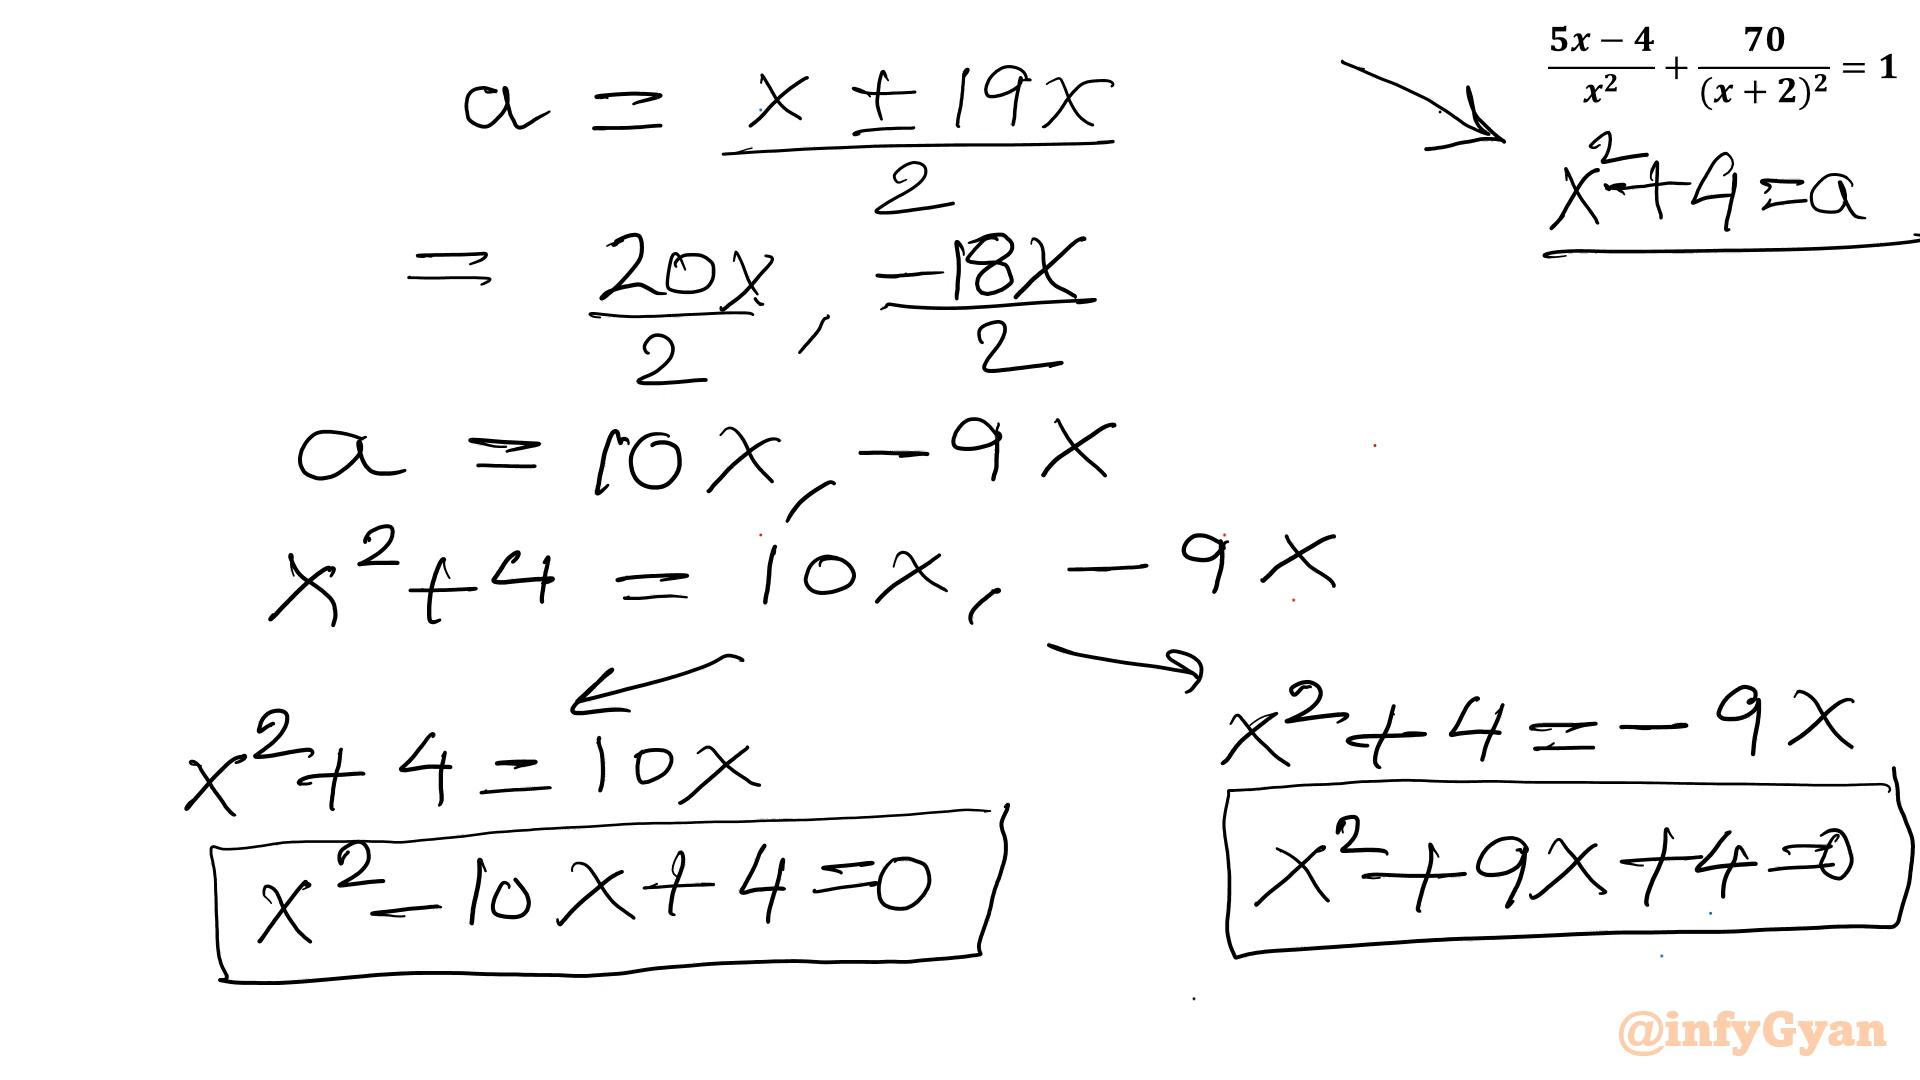 (5x − 4)/x² + 70/(x + 2)² = 1
x² + 4 = a
a = (x ± 19x)/2
= 20x/2 , −18x/2
a = 10x, −9x
x² + 4 = 10x, −9x
x² + 4 = 10x
x² − 10x + 4 = 0
x² + 4 = −9x
x² + 9x + 4 = 0
@infyGyan